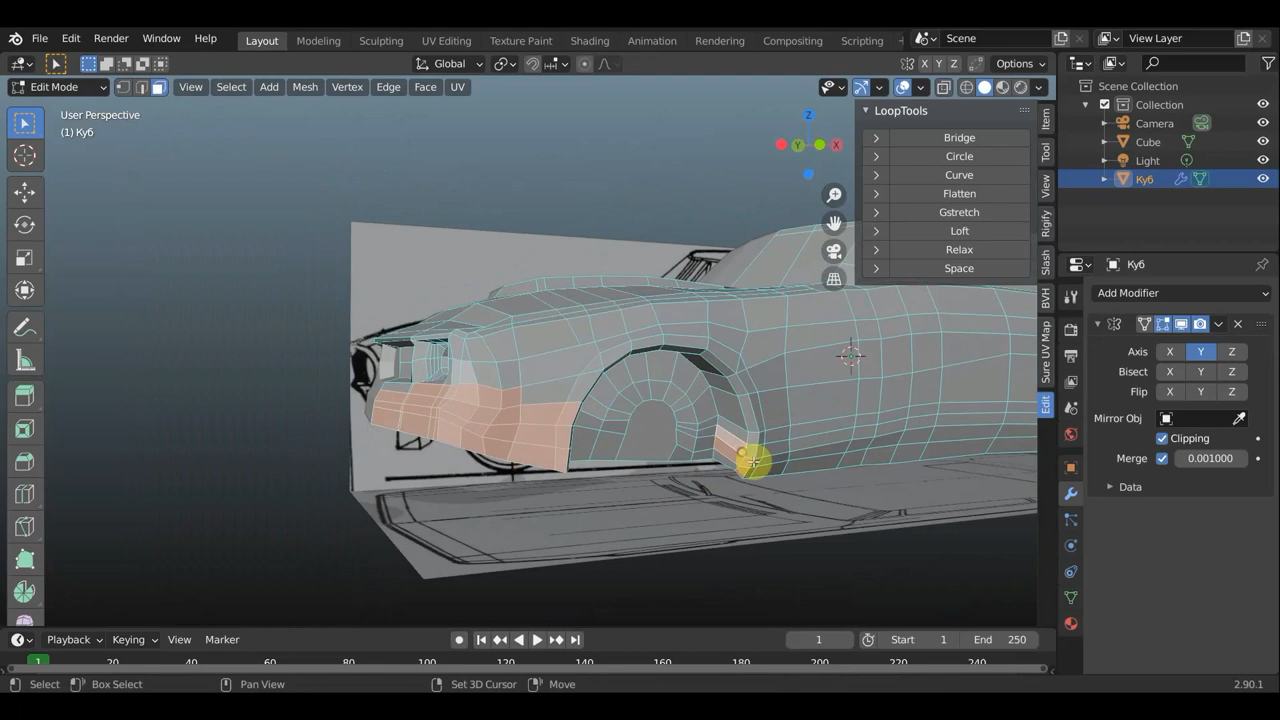 File Edit Render Window Help
Layout Modeling Sculpting UV Editing Texture Paint Shading Animation Rendering Compositing Scripting
Scene
View Layer
Global
X Y Z
Options
Edit Mode
View Select Add Mesh Vertex Edge Face UV
User Perspective
(1) Куб
Z
Y
X
LoopTools
Bridge
Circle
Curve
Flatten
Gstretch
Loft
Relax
Space
Item
Tool
View
Rigify
Slash
BVH
Sure UV Map
Edit
Scene Collection
Collection
Camera
Cube
Light
Куб
Куб
Add Modifier
Axis X Y Z
Bisect X Y Z
Flip X Y Z
Mirror Obj
Clipping
Merge 0.001000
Data
Playback Keying View Marker
1
Start 1 End 250
1 20 40 60 80 100 120 140 160 180 200 220 240
Select Box Select Pan View Set 3D Cursor Move
2.90.1